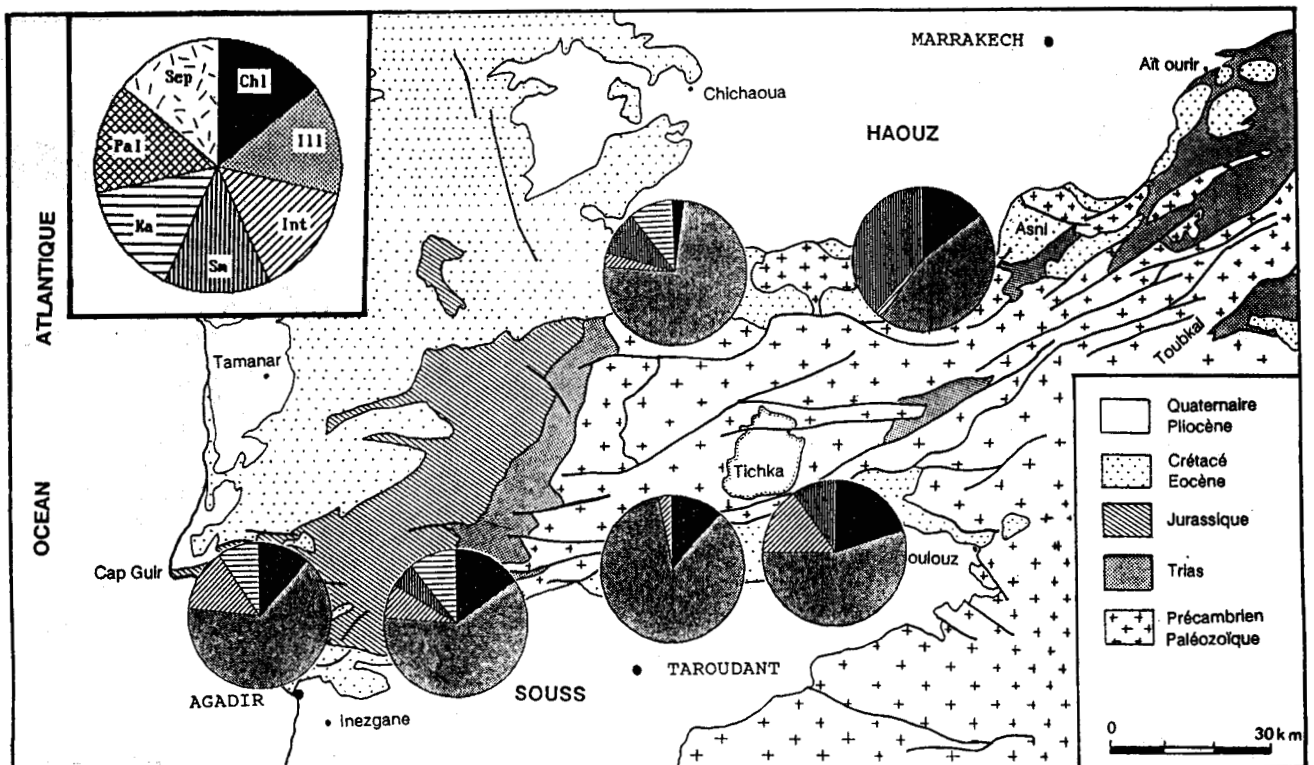 MARRAKECH
Aït ourir
Sep
Chl
Chichaoua
Pal
Ill
HAOUZ
Ka
Int
Sm
Asni
ATLANTIQUE
OCEAN
Tamanar
Toubkal
Quaternaire
Pliocène
Crétacé
Eocène
Jurassique
Trias
Précambrien
Paléozoïque
Tichka
oulouz
Cap Guir
TAROUDANT
SOUSS
AGADIR
Inezgane
0
30 km